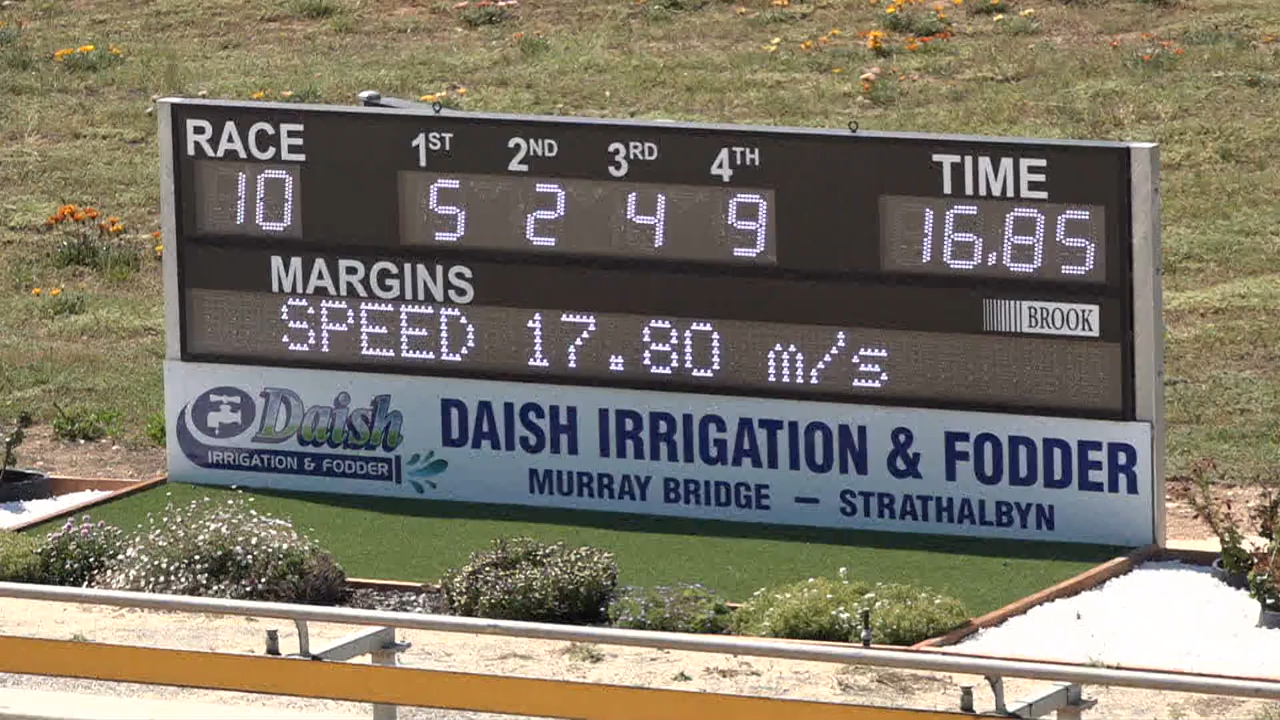 RACE 1ST 2ND 3RD 4TH TIME
10 5 2 4 9 16.85
MARGINS
BROOK
SPEED 17.80 m/s
Daish
IRRIGATION & FODDER
DAISH IRRIGATION & FODDER
MURRAY BRIDGE – STRATHALBYN